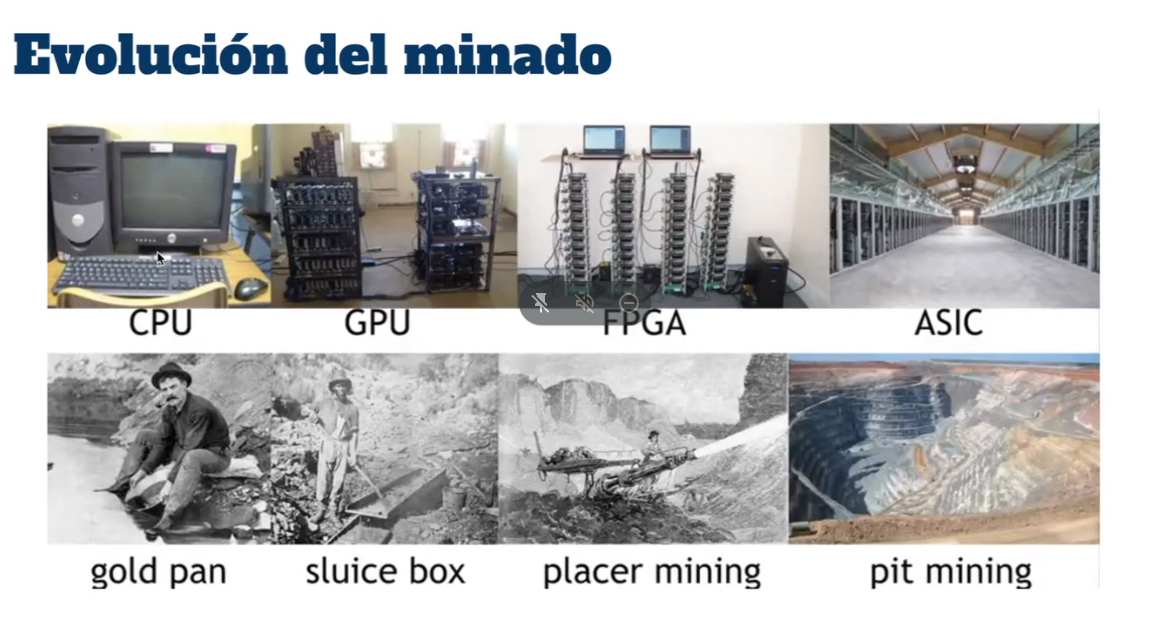 Evolución del minado
CPU GPU FPGA ASIC
gold pan sluice box placer mining pit mining